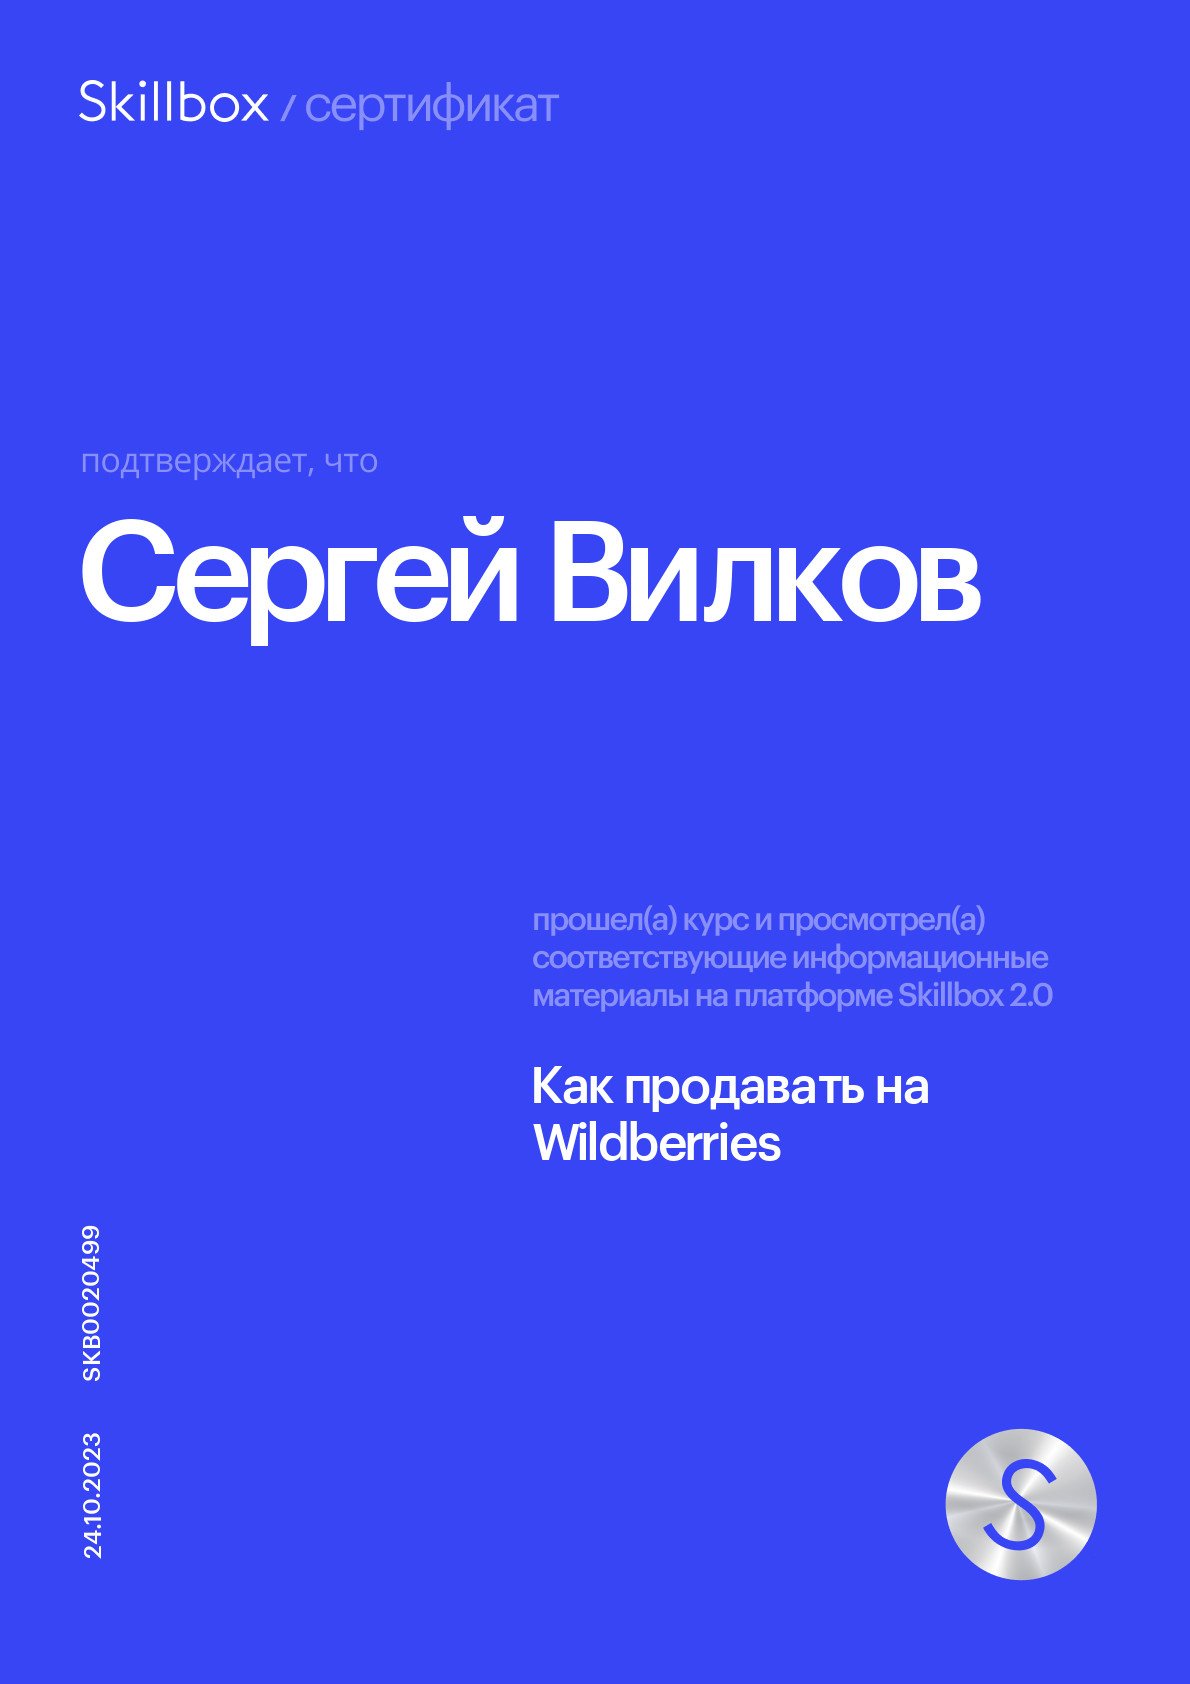 Skillbox / сертификат
подтверждает, что
Сергей Вилков
прошел(а) курс и просмотрел(а)
соответствующие информационные
материалы на платформе Skillbox 2.0
Как продавать на
Wildberries
SKB0020499
24.10.2023
S